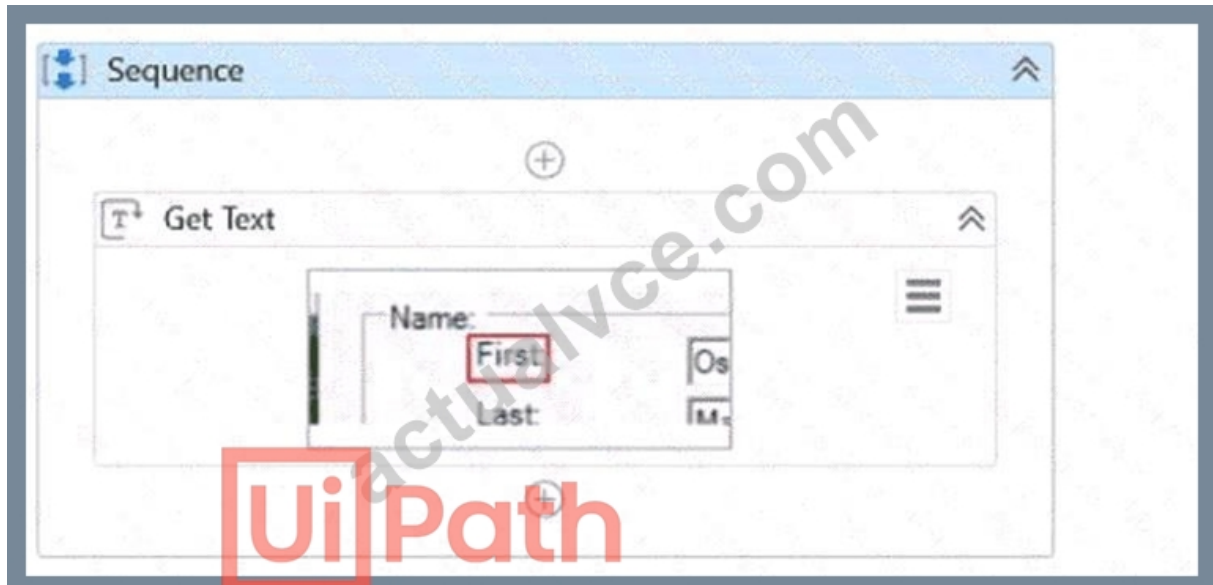 Sequence
Get Text
Name:
First:
Os
Last:
actualvce.com
UiPath